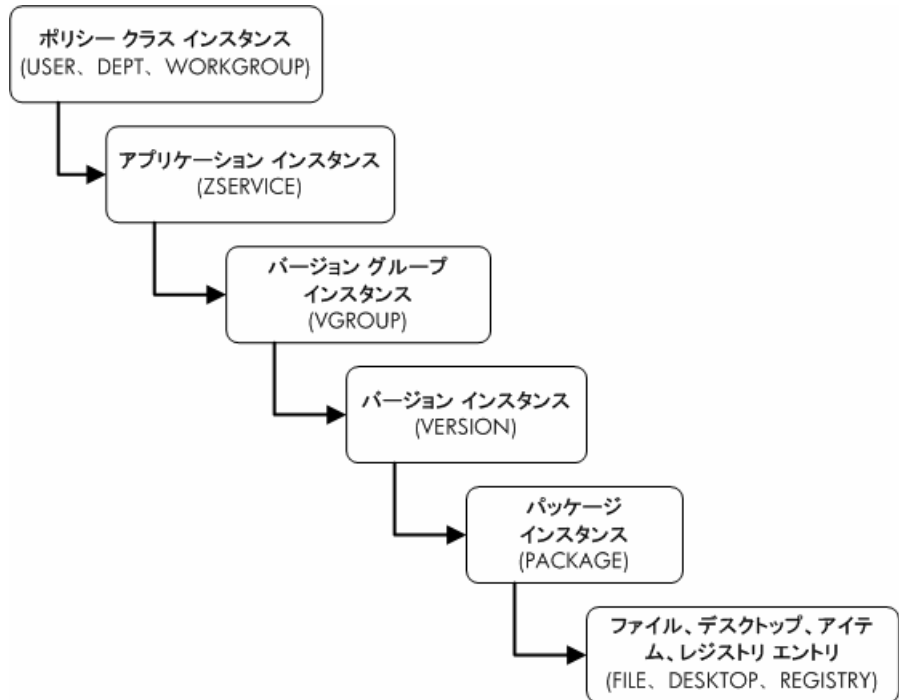 ポリシー クラス インスタンス
(USER、DEPT、WORKGROUP)
アプリケーション インスタンス
(ZSERVICE)
バージョン グループ
インスタンス
(VGROUP)
バージョン インスタンス
(VERSION)
パッケージ
インスタンス
(PACKAGE)
ファイル、デスクトップ、アイテ
ム、レジストリ エントリ
(FILE、DESKTOP、REGISTRY)